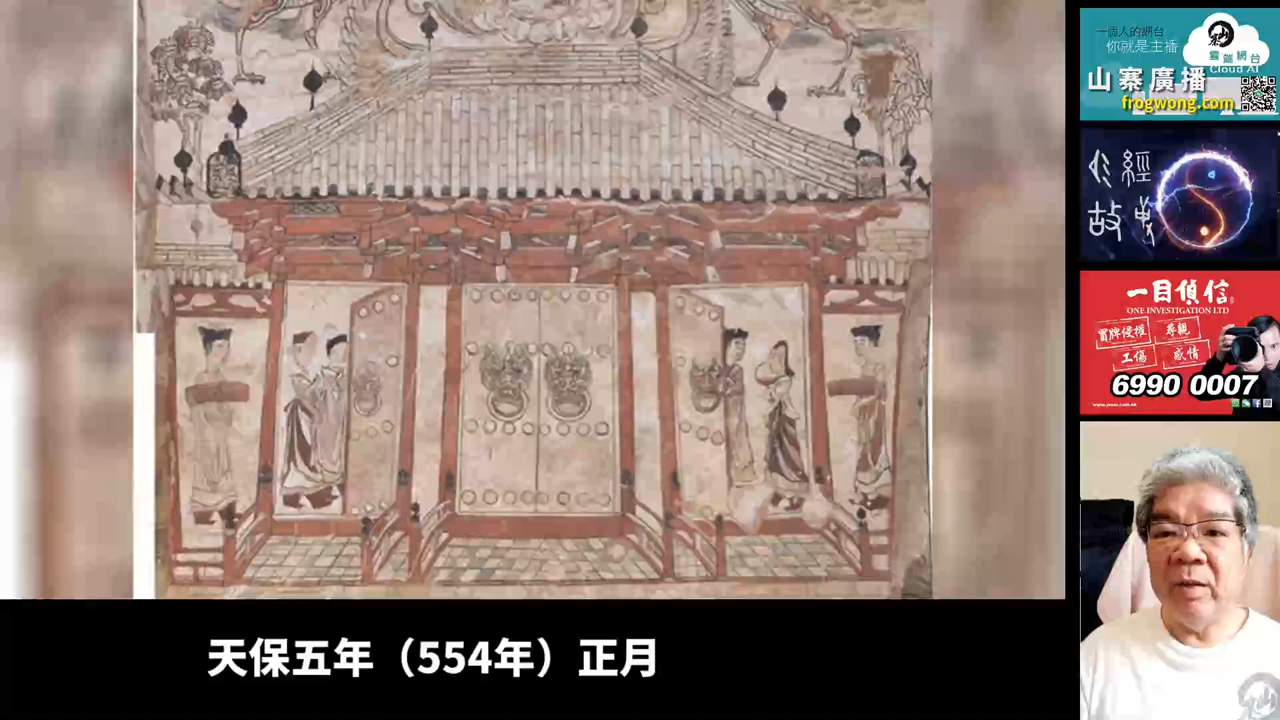 天保五年（554年）正月
一個人的網台
你就是主播
雲端網台
Cloud AI
山寨廣播
frogwong.com
經
故事
一目偵信
ONE INVESTIGATION LTD
冒牌侵權
尋親
工傷
感情
6990 0007